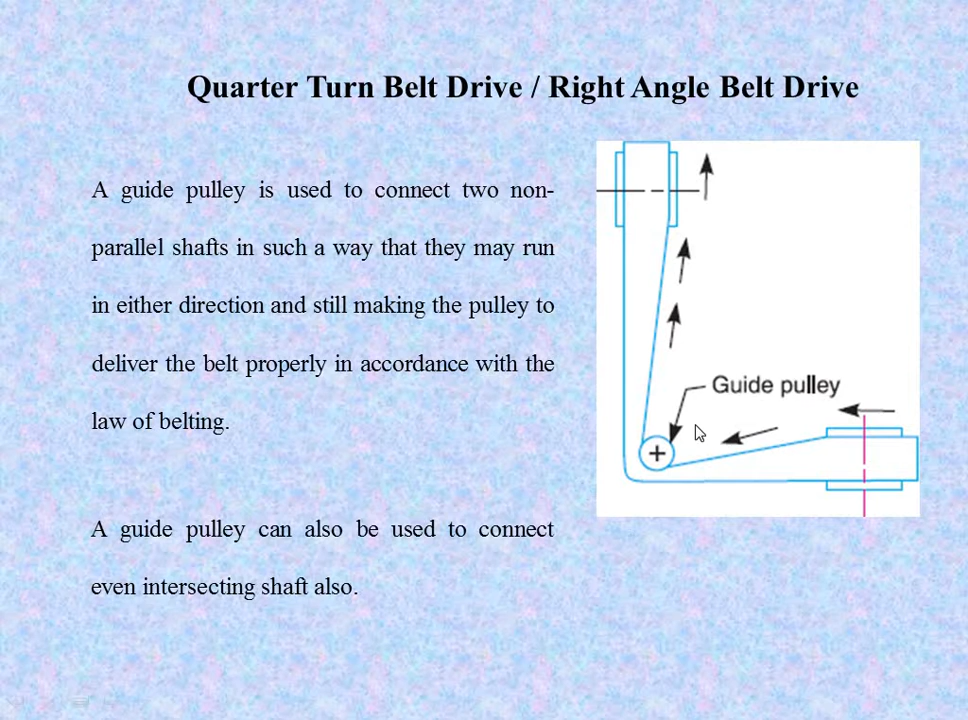 Quarter Turn Belt Drive / Right Angle Belt Drive
A guide pulley is used to connect two non-
parallel shafts in such a way that they may run
in either direction and still making the pulley to
deliver the belt properly in accordance with the
law of belting.
Guide pulley
A guide pulley can also be used to connect
even intersecting shaft also.